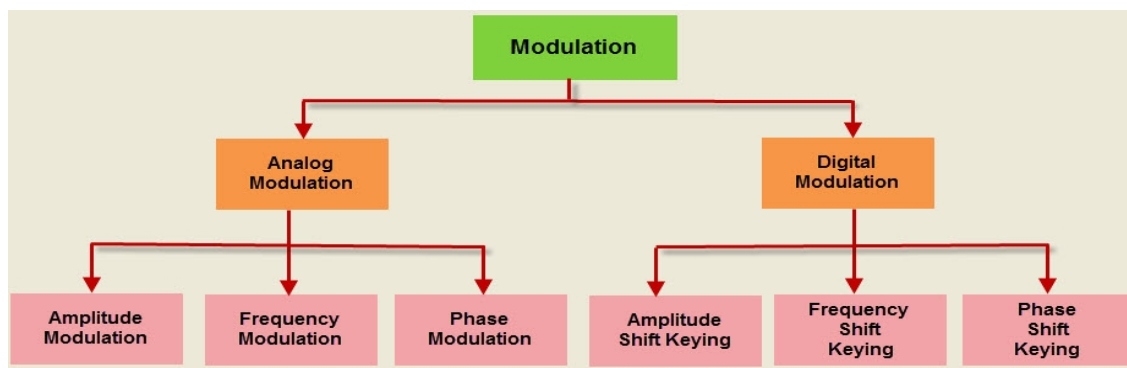 Modulation
Analog
Modulation
Digital
Modulation
Amplitude
Modulation
Frequency
Modulation
Phase
Modulation
Amplitude
Shift Keying
Frequency
Shift
Keying
Phase
Shift
Keying